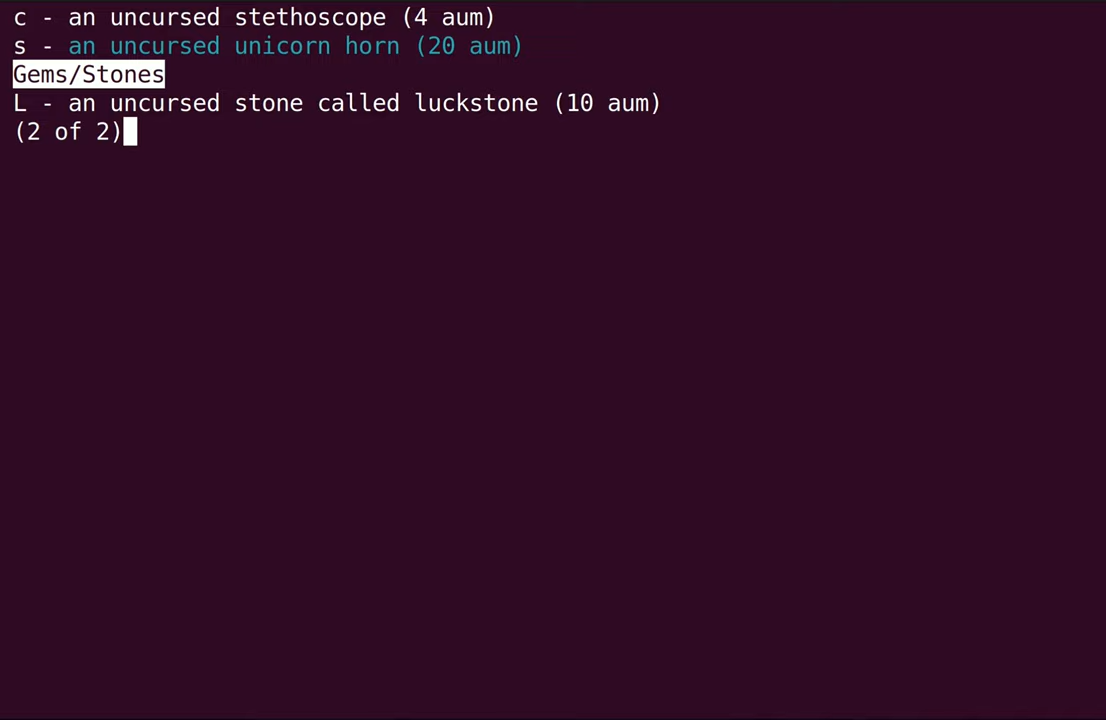 c - an uncursed stethoscope (4 aum)
s - an uncursed unicorn horn (20 aum)
Gems/Stones
L - an uncursed stone called luckstone (10 aum)
(2 of 2)